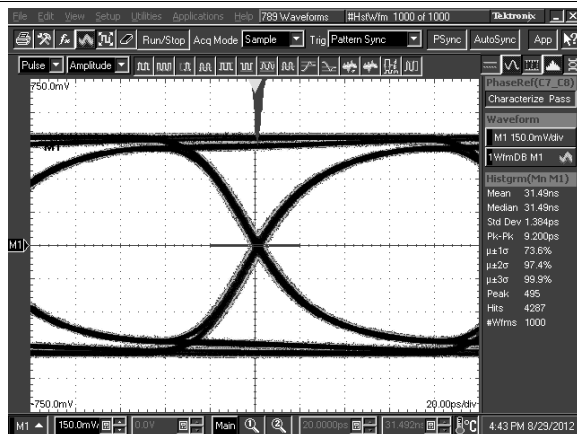 File Edit View Setup Utilities Applications Help 789 Waveforms #HstWfm 1000 of 1000 Tektronix
Run/Stop Acq Mode Sample Trig Pattern Sync PSync AutoSync App
Pulse Amplitude
750.0mV
M1
M1
-750.0mV
20.00ps/div
PhaseRef(C7_C8)
Characterize Pass
Waveform
M1 150.0mV/div
1WfmDB M1
Histgrm(Mn M1)
Mean 31.49ns
Median 31.49ns
Std Dev 1.384ps
Pk-Pk 9.200ps
µ±1σ 73.6%
µ±2σ 97.4%
µ±3σ 99.9%
Peak 495
Hits 4287
#Wfms 1000
M1 150.0mV/ 0.0V Main 1 2 20.0000ps 31.492ns °C 4:43 PM 8/29/2012